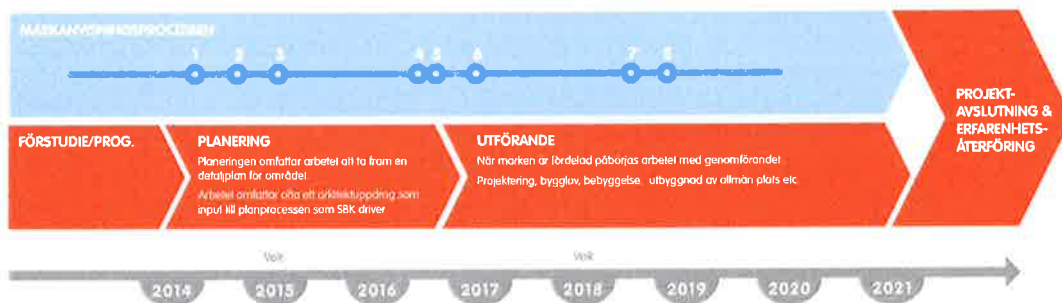 MARKANVISNINGSPROCESSEN
1 2 3 4 5 6 7 8
FÖRSTUDIE/PROG.
PLANERING
Planeringen omfattar arbetet att ta fram en
detaljplan för området
Arbetet omfattar ofta ett arkitektuppdrag som
input till planprocessen som SBK driver
UTFÖRANDE
När marken är fördelad påbörjas arbetet med genomförandet
Projektering, bygglov, bebyggelse, utbyggnad av allmän plats etc
PROJEKT-
AVSLUTNING &
ERFARENHETS-
ÅTERFÖRING
2014 2015 2016 2017 2018 2019 2020 2021